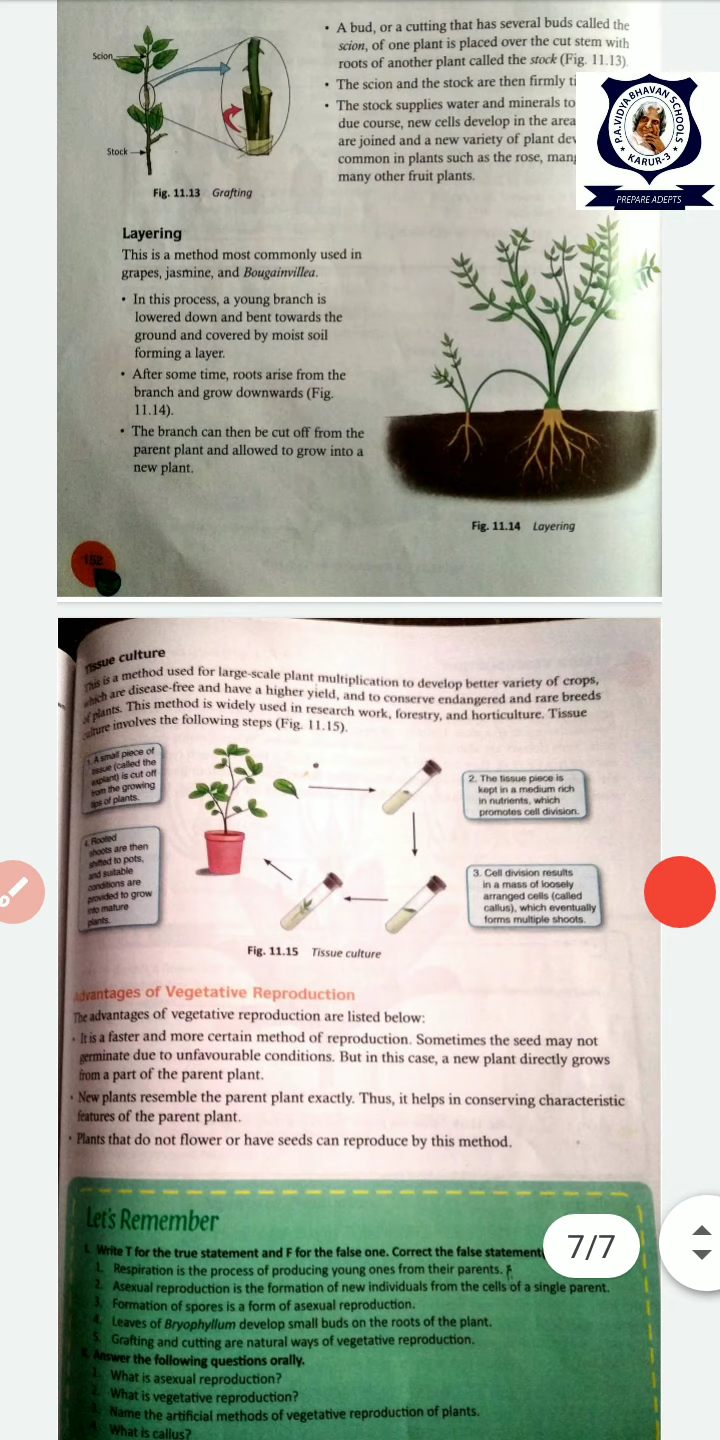 Scion
Stock
Fig. 11.13 Grafting
• A bud, or a cutting that has several buds called the
scion, of one plant is placed over the cut stem with
roots of another plant called the stock (Fig. 11.13).
• The scion and the stock are then firmly
• The stock supplies water and minerals to
due course, new cells develop in the area
are joined and a new variety of plant
common in plants such as the rose,
many other fruit plants.
P.A.VIDYA BHAVAN SCHOOLS
KARUR-3
PREPARE ADEPTS
Layering
This is a method most commonly used in
grapes, jasmine, and Bougainvillea.
• In this process, a young branch is
lowered down and bent towards the
ground and covered by moist soil
forming a layer.
• After some time, roots arise from the
branch and grow downwards (Fig.
11.14).
• The branch can then be cut off from the
parent plant and allowed to grow into a
new plant.
Fig. 11.14 Layering
152
Tissue culture
This is a method used for large-scale plant multiplication to develop better variety of crops,
which are disease-free and have a higher yield, and to conserve endangered and rare breeds
of plants. This method is widely used in research work, forestry, and horticulture. Tissue
culture involves the following steps (Fig. 11.15).
1. A small piece of
tissue (called the
explant) is cut off
from the growing
tips of plants.
2. The tissue piece is
kept in a medium rich
in nutrients, which
promotes cell division.
4. Rooted
shoots are then
shifted to pots,
and suitable
conditions are
provided to grow
into mature
plants.
3. Cell division results
in a mass of loosely
arranged cells (called
callus), which eventually
forms multiple shoots.
Fig. 11.15 Tissue culture
Advantages of Vegetative Reproduction
The advantages of vegetative reproduction are listed below:
• It is a faster and more certain method of reproduction. Sometimes the seed may not
germinate due to unfavourable conditions. But in this case, a new plant directly grows
from a part of the parent plant.
• New plants resemble the parent plant exactly. Thus, it helps in conserving characteristic
features of the parent plant.
• Plants that do not flower or have seeds can reproduce by this method.
Let's Remember
I. Write T for the true statement and F for the false one. Correct the false statement
7/7
1. Respiration is the process of producing young ones from their parents. F
2. Asexual reproduction is the formation of new individuals from the cells of a single parent.
3. Formation of spores is a form of asexual reproduction.
4. Leaves of Bryophyllum develop small buds on the roots of the plant.
5. Grafting and cutting are natural ways of vegetative reproduction.
II. Answer the following questions orally.
1. What is asexual reproduction?
2. What is vegetative reproduction?
3. Name the artificial methods of vegetative reproduction of plants.
4. What is callus?